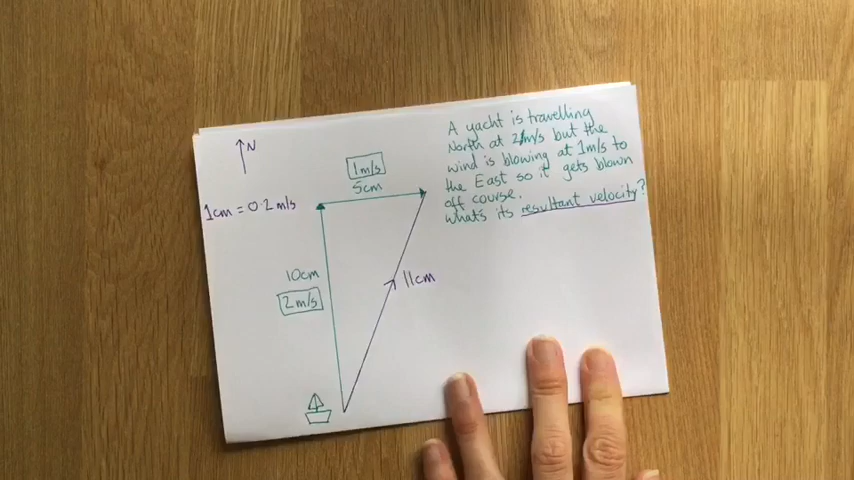 N
1cm = 0.2 m/s
1m/s
5cm
10cm
2m/s
11cm
A yacht is travelling
North at 2m/s but the
wind is blowing at 1m/s to
the East so it gets blown
off course.
What's its resultant velocity?